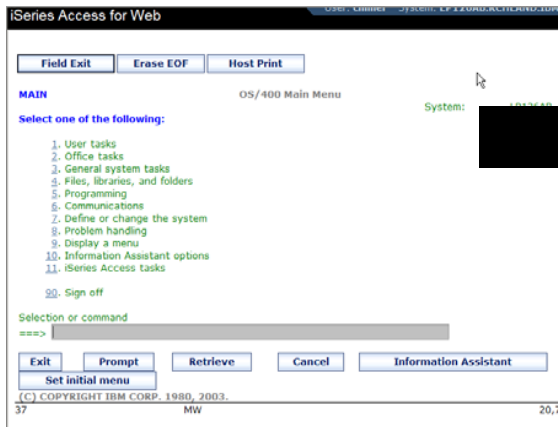 iSeries Access for Web
Field Exit Erase EOF Host Print
MAIN OS/400 Main Menu
System:
Select one of the following:
1. User tasks
2. Office tasks
3. General system tasks
4. Files, libraries, and folders
5. Programming
6. Communications
7. Define or change the system
8. Problem handling
9. Display a menu
10. Information Assistant options
11. iSeries Access tasks
90. Sign off
Selection or command
===>
Exit Prompt Retrieve Cancel Information Assistant
Set initial menu
(C) COPYRIGHT IBM CORP. 1980, 2003.
37 MW 20,7